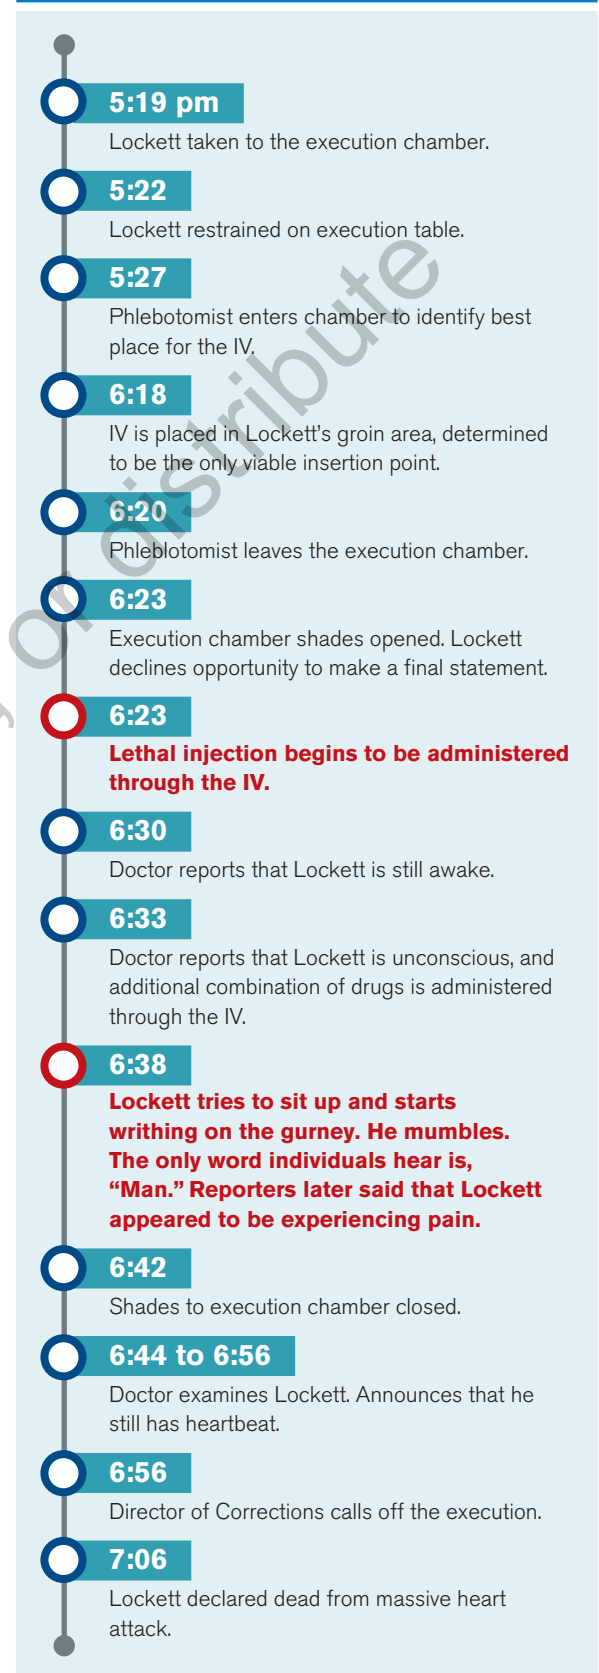 5:19 pm
Lockett taken to the execution chamber.
5:22
Lockett restrained on execution table.
5:27
Phlebotomist enters chamber to identify best
place for the IV.
6:18
IV is placed in Lockett’s groin area, determined
to be the only viable insertion point.
6:20
Phleblotomist leaves the execution chamber.
6:23
Execution chamber shades opened. Lockett
declines opportunity to make a final statement.
6:23
Lethal injection begins to be administered
through the IV.
6:30
Doctor reports that Lockett is still awake.
6:33
Doctor reports that Lockett is unconscious, and
additional combination of drugs is administered
through the IV.
6:38
Lockett tries to sit up and starts
writhing on the gurney. He mumbles.
The only word individuals hear is,
“Man.” Reporters later said that Lockett
appeared to be experiencing pain.
6:42
Shades to execution chamber closed.
6:44 to 6:56
Doctor examines Lockett. Announces that he
still has heartbeat.
6:56
Director of Corrections calls off the execution.
7:06
Lockett declared dead from massive heart
attack.
or distribute